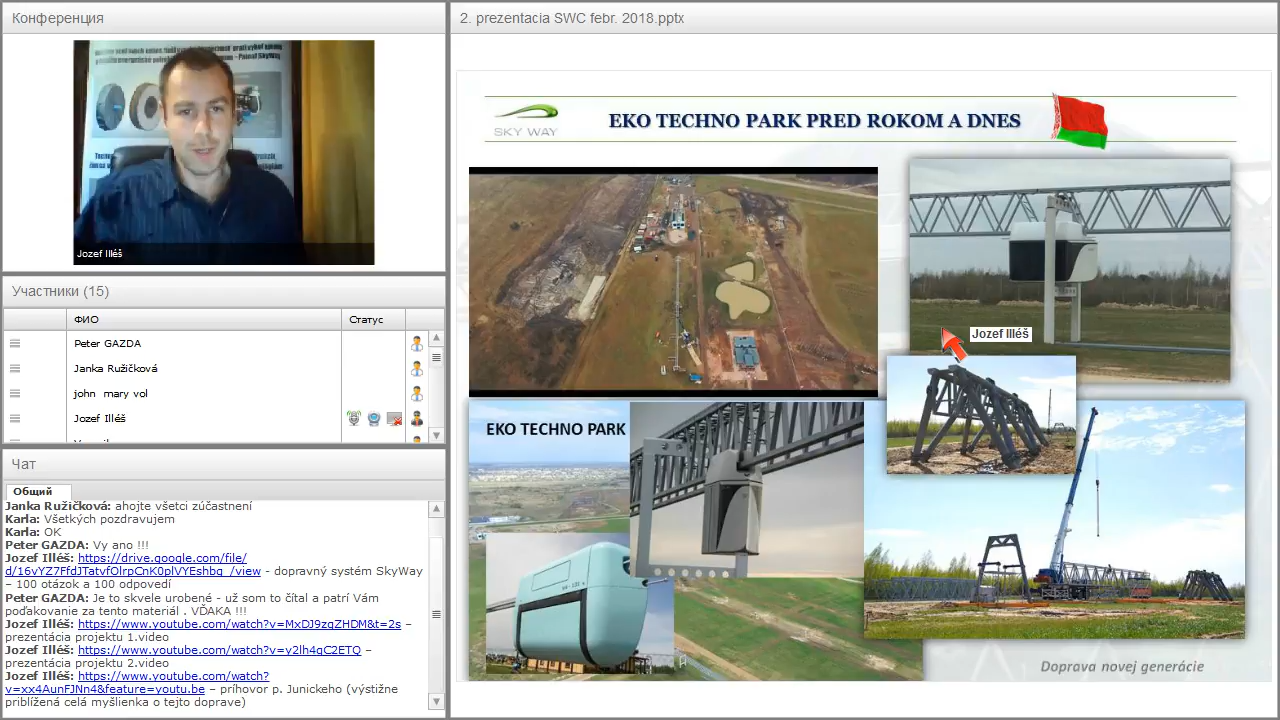 Конференция
Jozef Illéš
Участники (15)
ФИО Статус
Peter GAZDA
Janka Ružičková
john mary vol
Jozef Illéš
Чат
Общий
Janka Ružičková: ahojte všetci zúčastnení
Karla: Všetkých pozdravujem
Karla: OK
Peter GAZDA: Vy ano !!!
Jozef Illéš: https://drive.google.com/file/
- dopravný systém SkyWay
– 100 otázok a 100 odpovedí
Peter GAZDA: Je to skvele urobené - už som to čítal a patrí Vám
poďakovanie za tento materiál . VĎAKA !!!
Jozef Illéš: https://www.youtube.com/watch?v=MxDJ9zqZHDM&t=2s –
prezentácia projektu 1.video
Jozef Illéš: https://www.youtube.com/watch?v=y2lh4qC2ETQ –
prezentácia projektu 2.video
Jozef Illéš: https://www.youtube.com/watch?
v=xx4AunFJNn4&feature=youtu.be – príhovor p. Junickeho (výstižne
priblížená celá myšlienka o tejto doprave)
2. prezentacia SWC febr. 2018.pptx
SKY WAY
EKO TECHNO PARK PRED ROKOM A DNES
Jozef Illéš
EKO TECHNO PARK
Doprava novej generácie